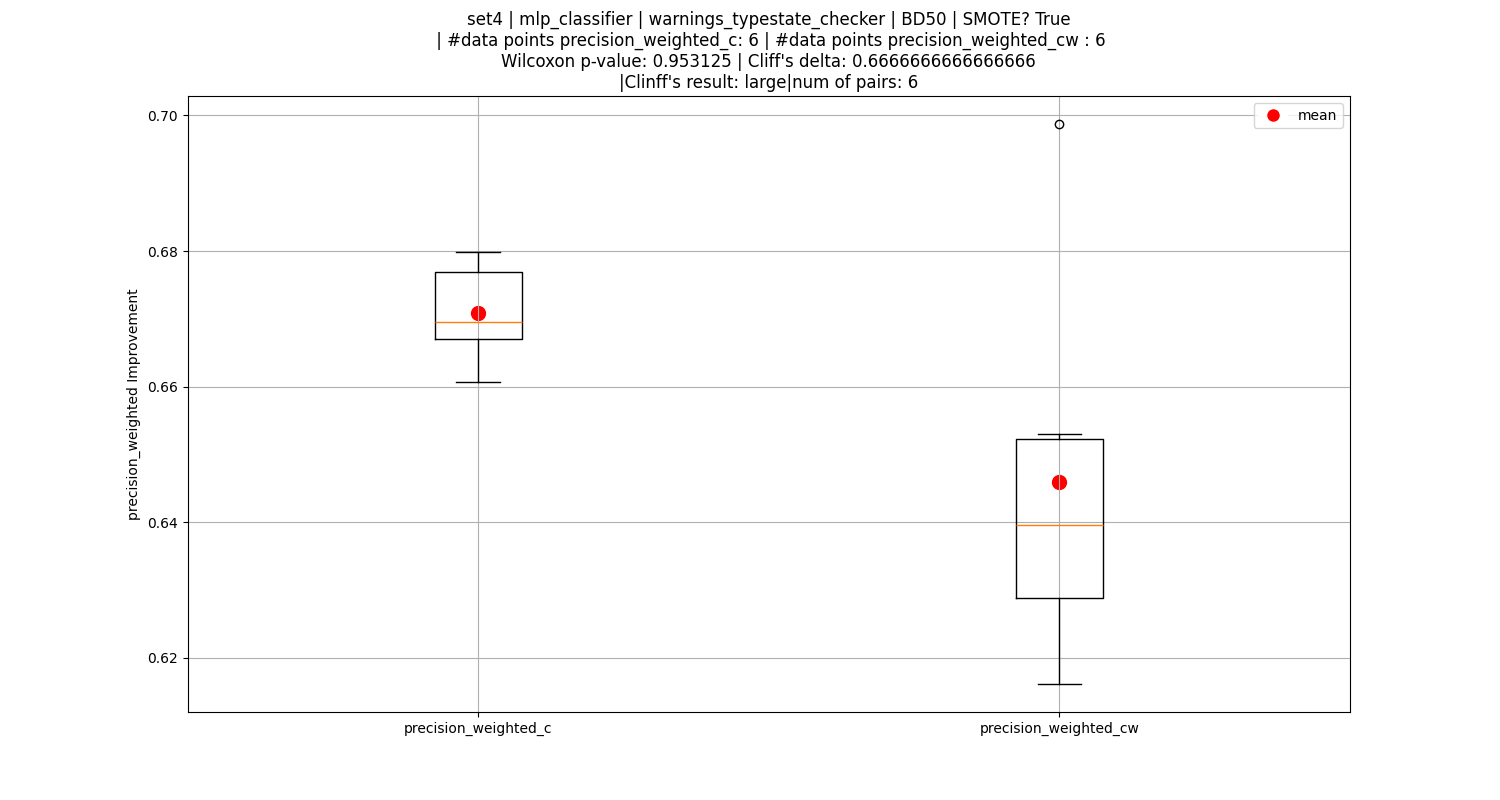 set4 | mlp_classifier | warnings_typestate_checker | BD50 | SMOTE? True
| #data points precision_weighted_c: 6 | #data points precision_weighted_cw : 6
Wilcoxon p-value: 0.953125 | Cliff's delta: 0.6666666666666666
|Clinff's result: large|num of pairs: 6
mean
0.70
0.68
0.66
0.64
0.62
precision_weighted Improvement
precision_weighted_c
precision_weighted_cw